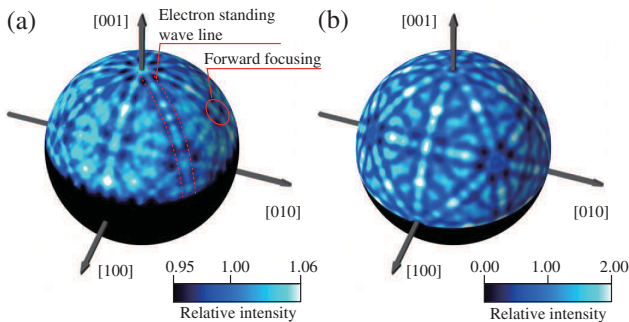 (a)
[001]
Electron standing
wave line
Forward focusing
[010]
[100]
0.95 1.00 1.06
Relative intensity
(b)
[001]
[010]
[100]
0.00 1.00 2.00
Relative intensity